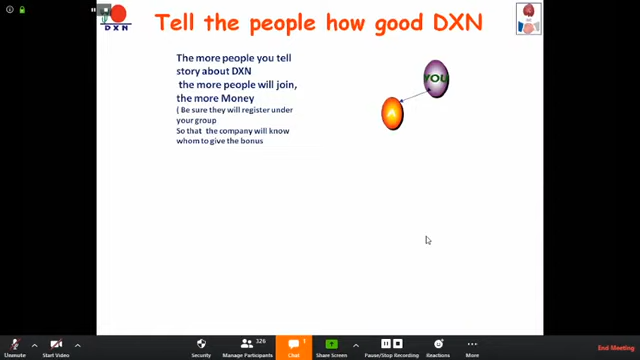 DXN
Tell the people how good DXN
The more people you tell
story about DXN
the more people will join,
the more Money
( Be sure they will register under
your group
So that the company will know
whom to give the bonus
YOU
A
326
1
Unmute
Start Video
Security
Manage Participants
Chat
Share Screen
Pause/Stop Recording
Reactions
More
End Meeting